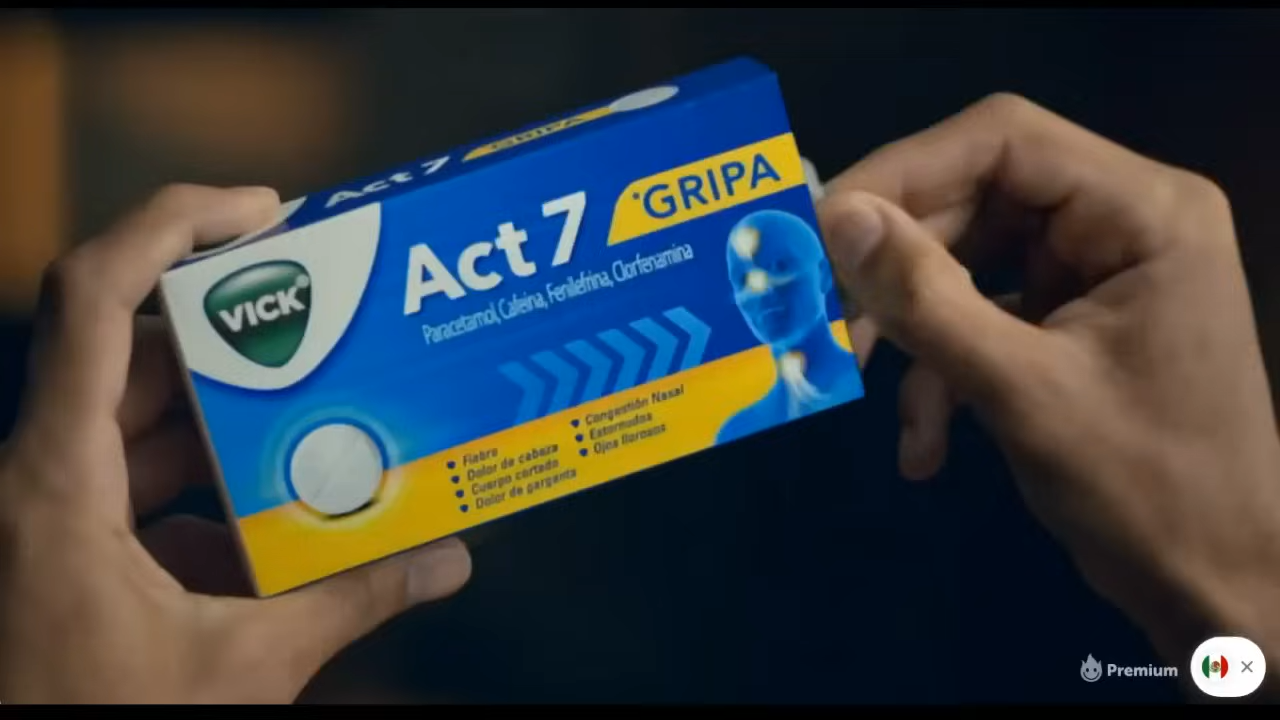 Act 7 GRIPA
VICK®
Act 7
GRIPA
Paracetamol, Cafeína, Fenilefrina, Clorfenamina
Fiebre
Dolor de cabeza
Cuerpo cortado
Dolor de garganta
Congestión Nasal
Estornudos
Ojos llorosos
Premium